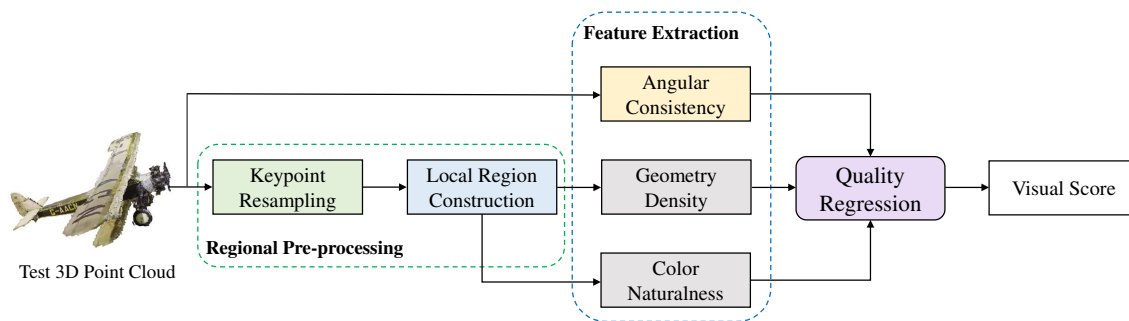 Feature Extraction
Angular
Consistency
Keypoint
Resampling
Local Region
Construction
Geometry
Density
Quality
Regression
Visual Score
Regional Pre-processing
Color
Naturalness
Test 3D Point Cloud